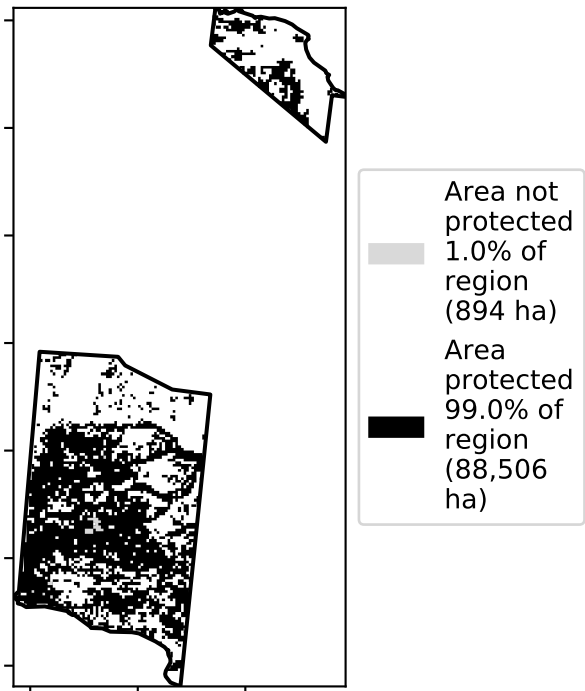 Area not
protected
1.0% of
region
(894 ha)
Area
protected
99.0% of
region
(88,506
ha)